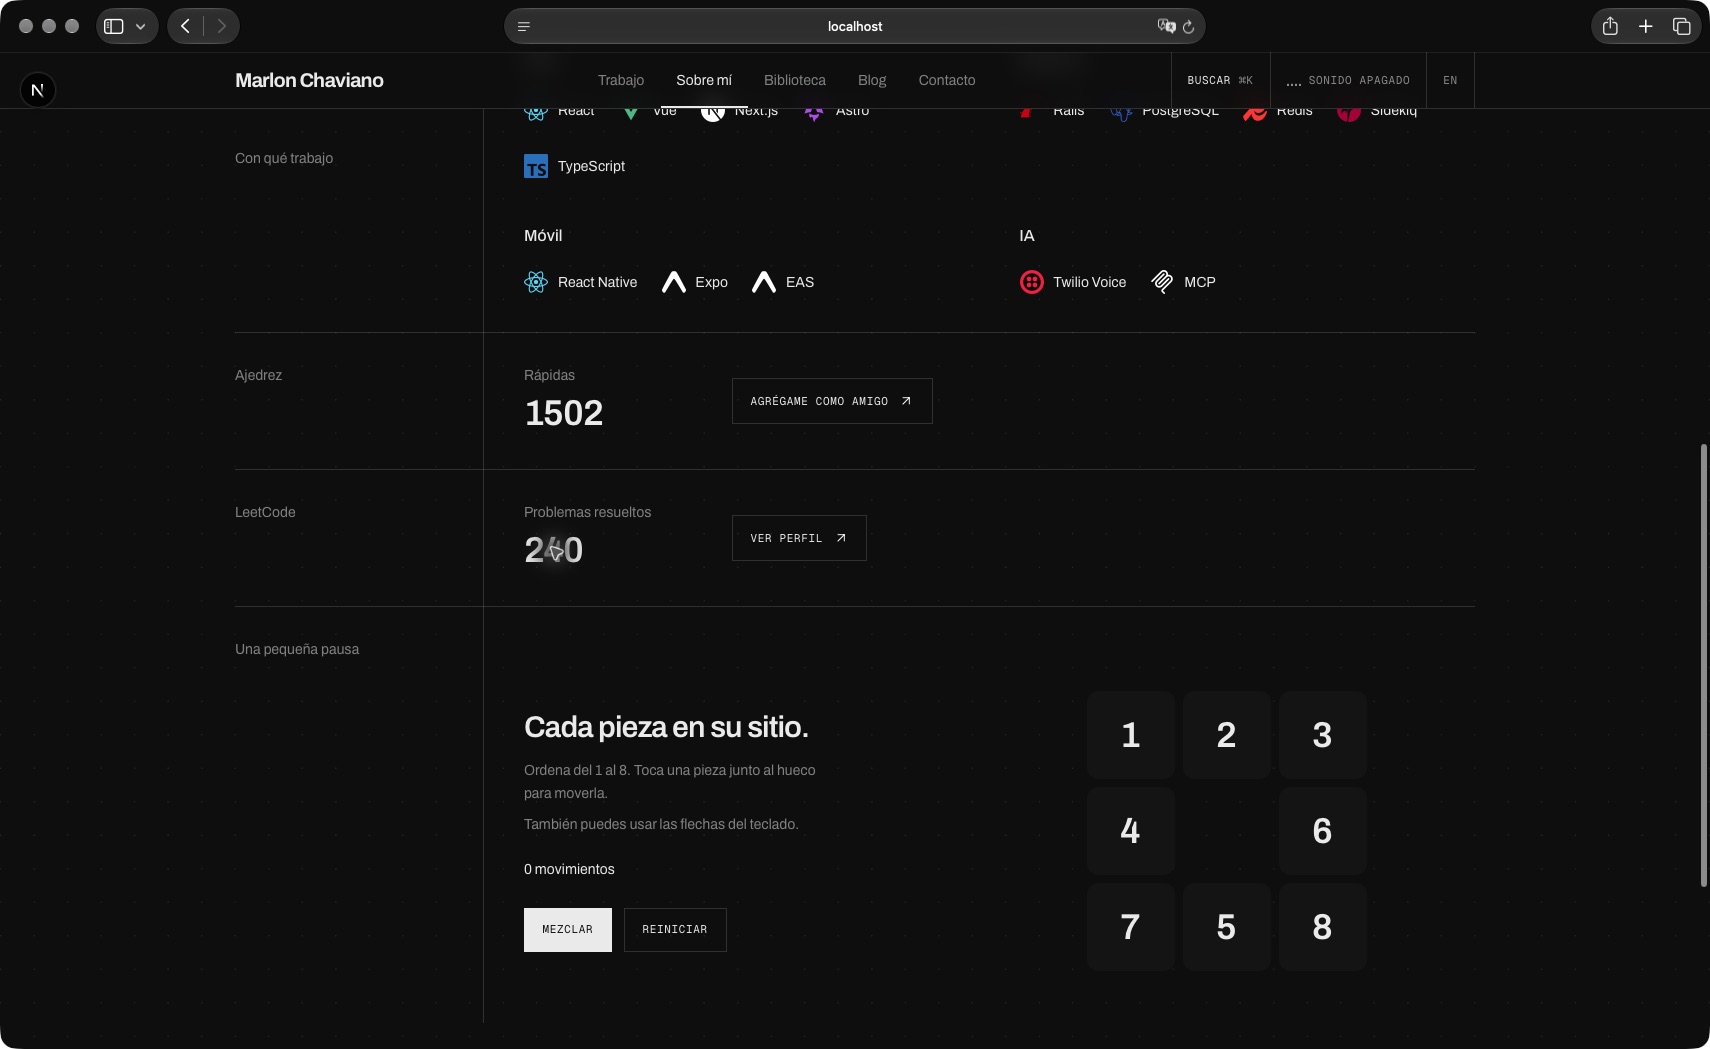 localhost
Marlon Chaviano
Trabajo
Sobre mí
Biblioteca
Blog
Contacto
BUSCAR ⌘K
SONIDO APAGADO
EN
Con qué trabajo
React
Vue
Next.js
Astro
Rails
PostgreSQL
Redis
Sidekiq
TypeScript
Móvil
IA
React Native
Expo
EAS
Twilio Voice
MCP
Ajedrez
Rápidas
1502
AGRÉGAME COMO AMIGO
LeetCode
Problemas resueltos
240
VER PERFIL
Una pequeña pausa
Cada pieza en su sitio.
Ordena del 1 al 8. Toca una pieza junto al hueco
para moverla.
También puedes usar las flechas del teclado.
0 movimientos
MEZCLAR
REINICIAR
1 2 3
4 6
7 5 8